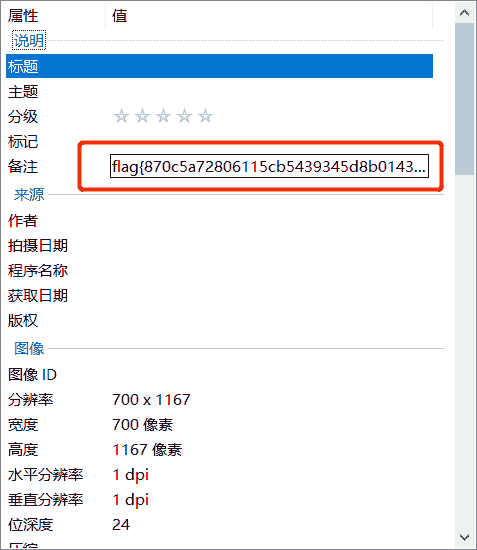 属性 值
说明
标题
主题
分级
标记
备注 flag{870c5a72806115cb5439345d8b0143...
来源
作者
拍摄日期
程序名称
获取日期
版权
图像
图像 ID
分辨率 700 x 1167
宽度 700 像素
高度 1167 像素
水平分辨率 1 dpi
垂直分辨率 1 dpi
位深度 24